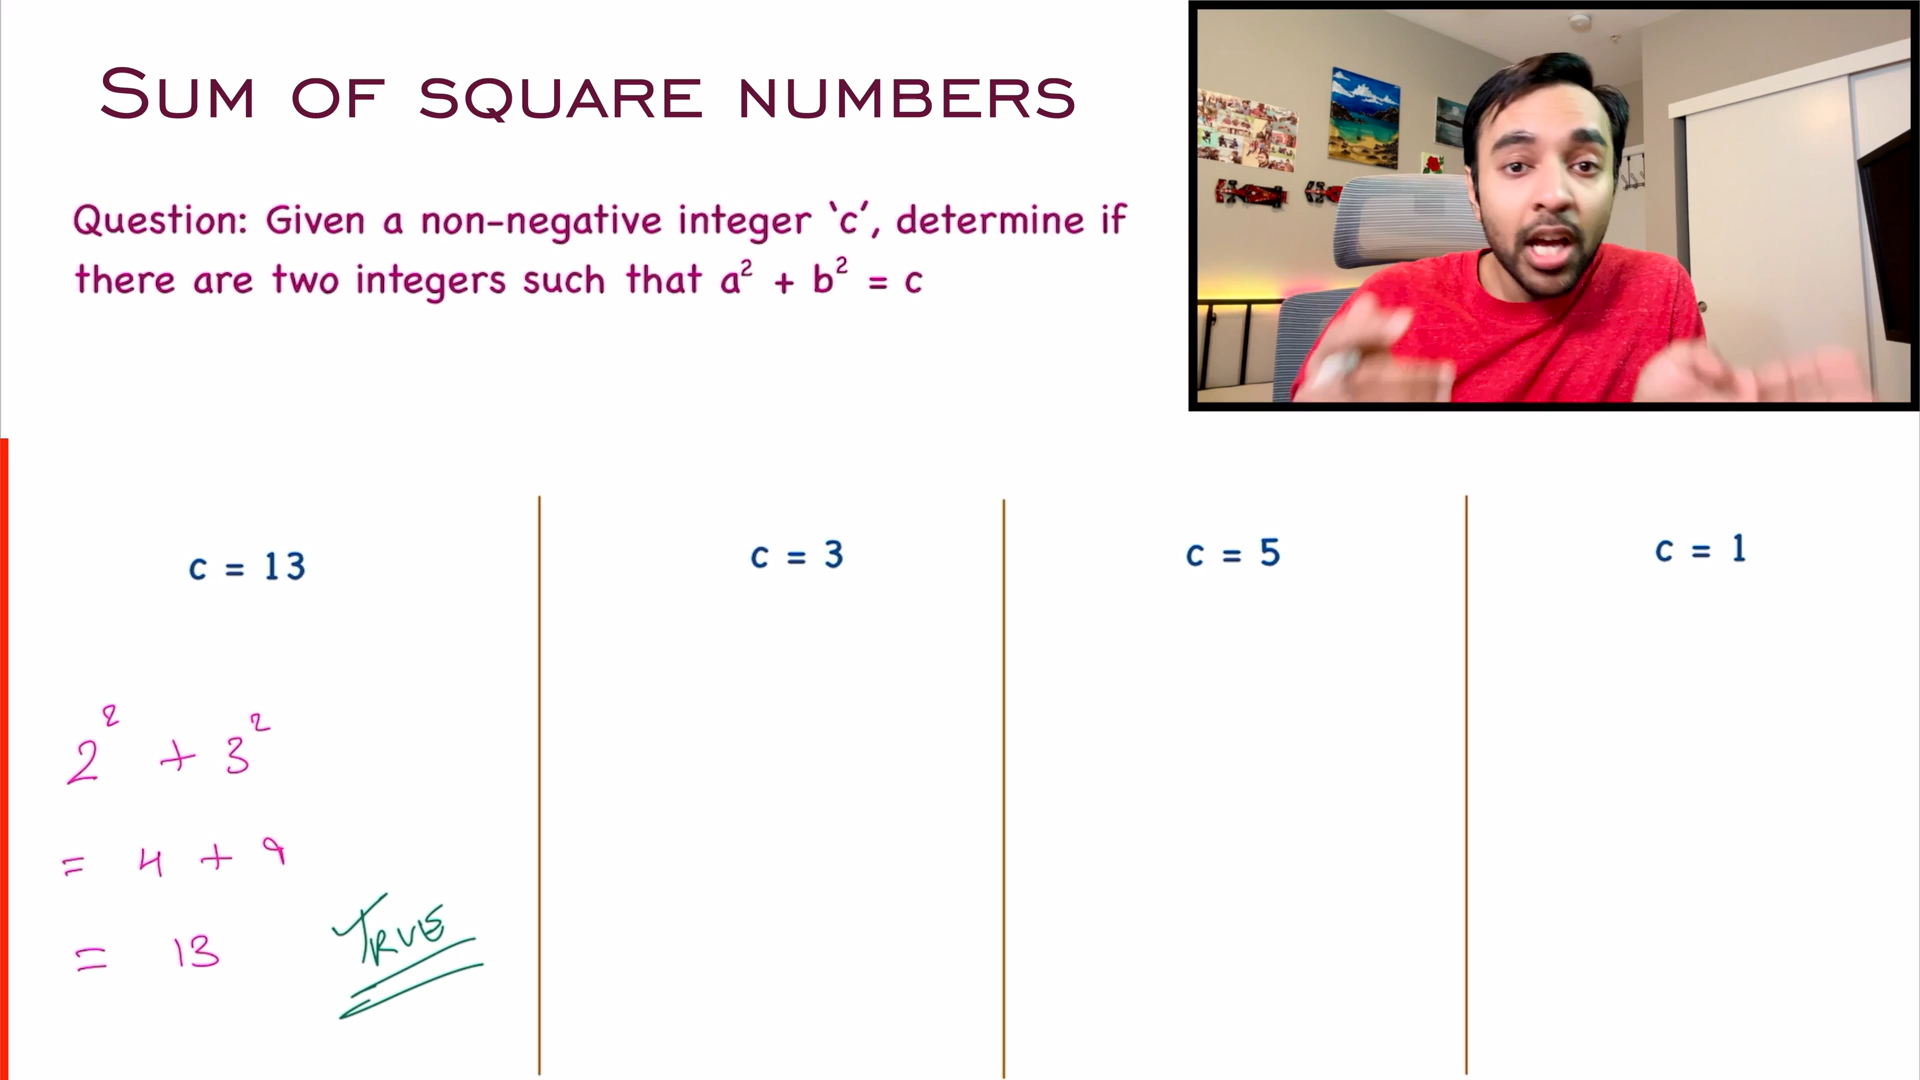 SUM OF SQUARE NUMBERS
Question: Given a non-negative integer ‘c’, determine if
there are two integers such that a² + b² = c
c = 13
2² + 3²
= 4 + 9
= 13
TRUE
c = 3
c = 5
c = 1